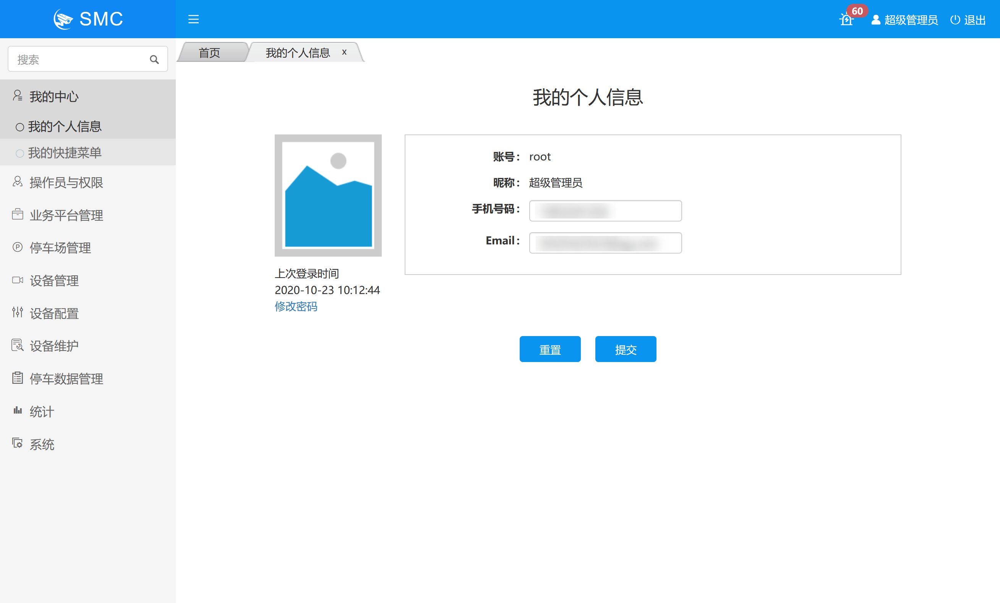 SMC
60
超级管理员
退出
搜索
首页
我的个人信息 x
我的中心
我的个人信息
我的快捷菜单
操作员与权限
业务平台管理
停车场管理
设备管理
设备配置
设备维护
停车数据管理
统计
系统
我的个人信息
账号: root
昵称: 超级管理员
手机号码:
Email:
上次登录时间
2020-10-23 10:12:44
修改密码
重置
提交